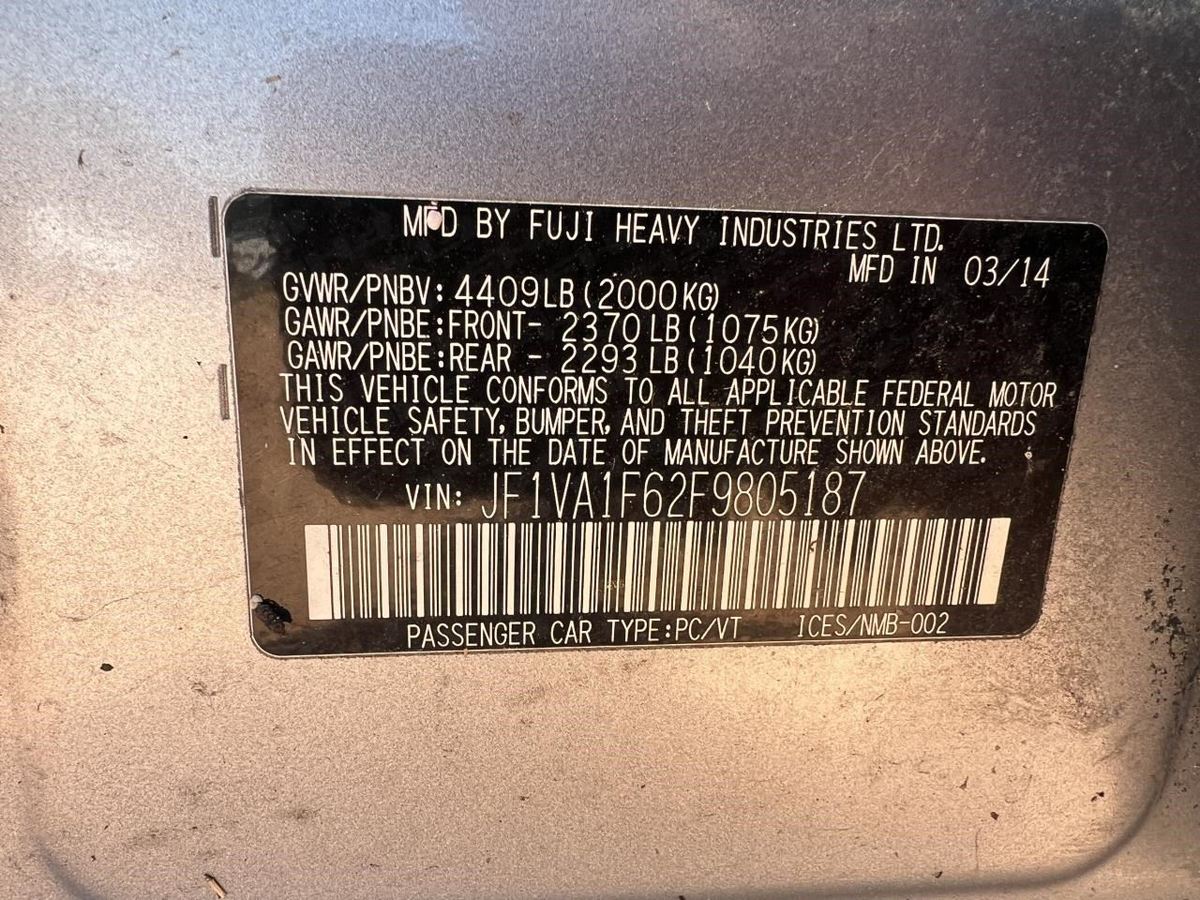 MFD BY FUJI HEAVY INDUSTRIES LTD.
MFD IN 03/14
GVWR/PNBV: 4409LB(2000KG)
GAWR/PNBE:FRONT- 2370LB(1075KG)
GAWR/PNBE:REAR - 2293LB(1040KG)
THIS VEHICLE CONFORMS TO ALL APPLICABLE FEDERAL MOTOR
VEHICLE SAFETY, BUMPER, AND THEFT PREVENTION STANDARDS
IN EFFECT ON THE DATE OF MANUFACTURE SHOWN ABOVE.
VIN: JF1VA1F62F9805187
PASSENGER CAR TYPE:PC/VT ICES/NMB-002